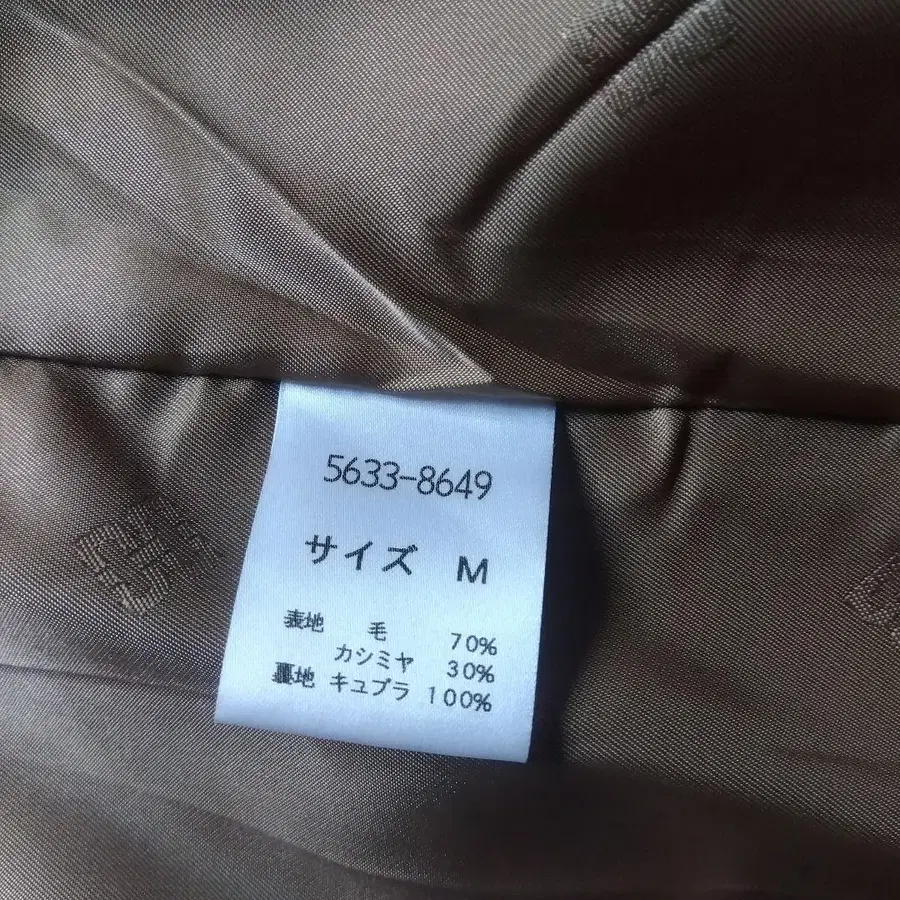 5633-8649
サイズ M
表地 毛 70%
カシミヤ 30%
裏地 キュプラ 100%